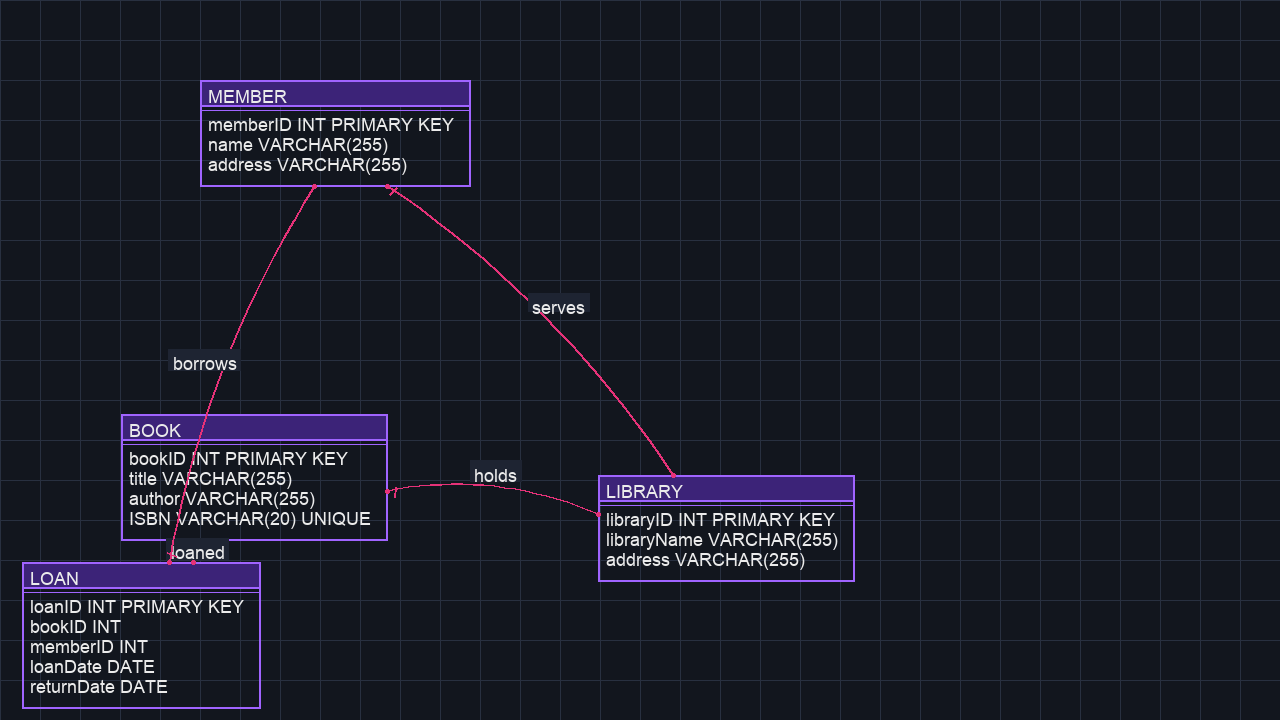 MEMBER
memberID INT PRIMARY KEY
name VARCHAR(255)
address VARCHAR(255)
serves
borrows
BOOK
bookID INT PRIMARY KEY
title VARCHAR(255)
author VARCHAR(255)
ISBN VARCHAR(20) UNIQUE
holds
LIBRARY
libraryID INT PRIMARY KEY
libraryName VARCHAR(255)
address VARCHAR(255)
loaned
LOAN
loanID INT PRIMARY KEY
bookID INT
memberID INT
loanDate DATE
returnDate DATE